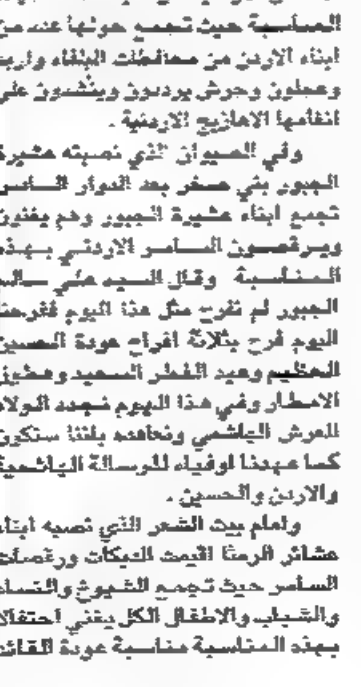 المناسبة حيث تجمع حولها عدد من
ابناء الاردن من محافظات البلقاء واربد
وعجلون وجرش يرددون وينشدون على
انغامها الاهازيج الاردنية .
وفي الصيوان الذي نصبته عشيرة
الجبور بني صخر بعد الدوار السادس
تجمع ابناء عشيرة الجبور وهم يغنون
ويرقصون السامر الاردني بهذه
المناسبة وقال السيد علي سالم
الجبور لم نفرح مثل هذا اليوم ففرحنا
اليوم فرح بثلاثة افراح عودة الحسين
العظيم وعيد الفطر السعيد وهطول
الامطار وفي هذا اليوم نجدد الولاء
للعرش الهاشمي ونعاهده باننا سنكون
كما عهدنا اوفياء للرسالة الهاشمية
والاردن والحسين .
وامام بيت الشعر الذي نصبه ابناء
عشائر الرمثا اقيمت الدبكات ورقصات
السامر حيث تجمع الشيوخ والنساء
والشباب والاطفال الكل يغني احتفالا
بهذه المناسبة مناسبة عودة القائد